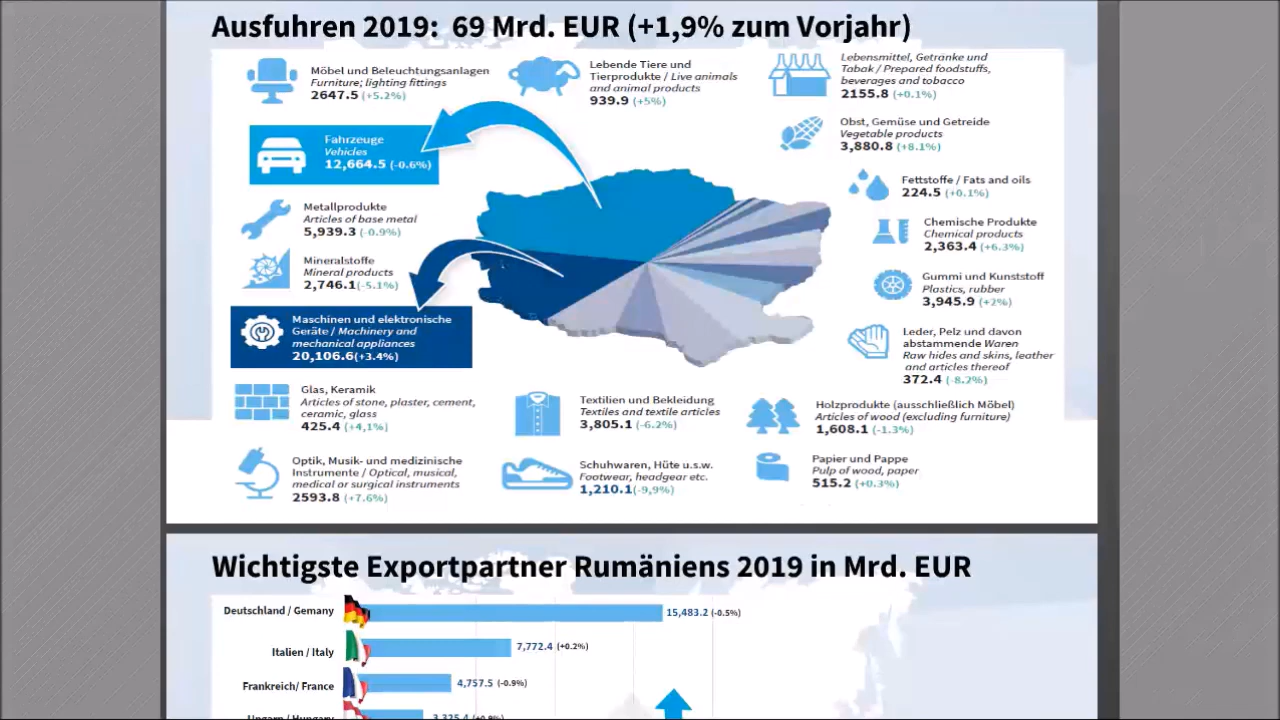 Ausfuhren 2019: 69 Mrd. EUR (+1,9% zum Vorjahr)
Möbel und Beleuchtungsanlagen
Furniture; lighting fittings
2647.5 (+5.2%)
Lebende Tiere und
Tierprodukte / Live animals
and animal products
939.9 (+5%)
Lebensmittel, Getränke und
Tabak / Prepared foodstuffs,
beverages and tobacco
2155.8 (+0.1%)
Fahrzeuge
Vehicles
12,664.5 (-0.6%)
Obst, Gemüse und Getreide
Vegetable products
3,880.8 (+8.1%)
Fettstoffe / Fats and oils
224.5 (+0.1%)
Metallprodukte
Articles of base metal
5,939.3 (-0.9%)
Chemische Produkte
Chemical products
2,363.4 (+6.3%)
Mineralstoffe
Mineral products
2,746.1(-5.1%)
Gummi und Kunststoff
Plastics, rubber
3,945.9 (+2%)
Maschinen und elektronische
Geräte / Machinery and
mechanical appliances
20,106.6(+3.4%)
Leder, Pelz und davon
abstammende Waren
Raw hides and skins, leather
and articles thereof
372.4 (-8.2%)
Glas, Keramik
Articles of stone, plaster, cement,
ceramic, glass
425.4 (+4,1%)
Textilien und Bekleidung
Textiles and textile articles
3,805.1 (-6.2%)
Holzprodukte (ausschließlich Möbel)
Articles of wood (excluding furniture)
1,608.1 (-1.3%)
Optik, Musik- und medizinische
Instrumente / Optical, musical,
medical or surgical instruments
2593.8 (+7.6%)
Schuhwaren, Hüte u.s.w.
Footwear, headgear etc.
1,210.1(-9,9%)
Papier und Pappe
Pulp of wood, paper
515.2 (+0.3%)
Wichtigste Exportpartner Rumäniens 2019 in Mrd. EUR
Deutschland / Gemany 15,483.2 (-0.5%)
Italien / Italy 7,772.4 (+0.2%)
Frankreich/ France 4,757.5 (-0.9%)
Ungarn / Hungary 3,325.4 (+0.9%)